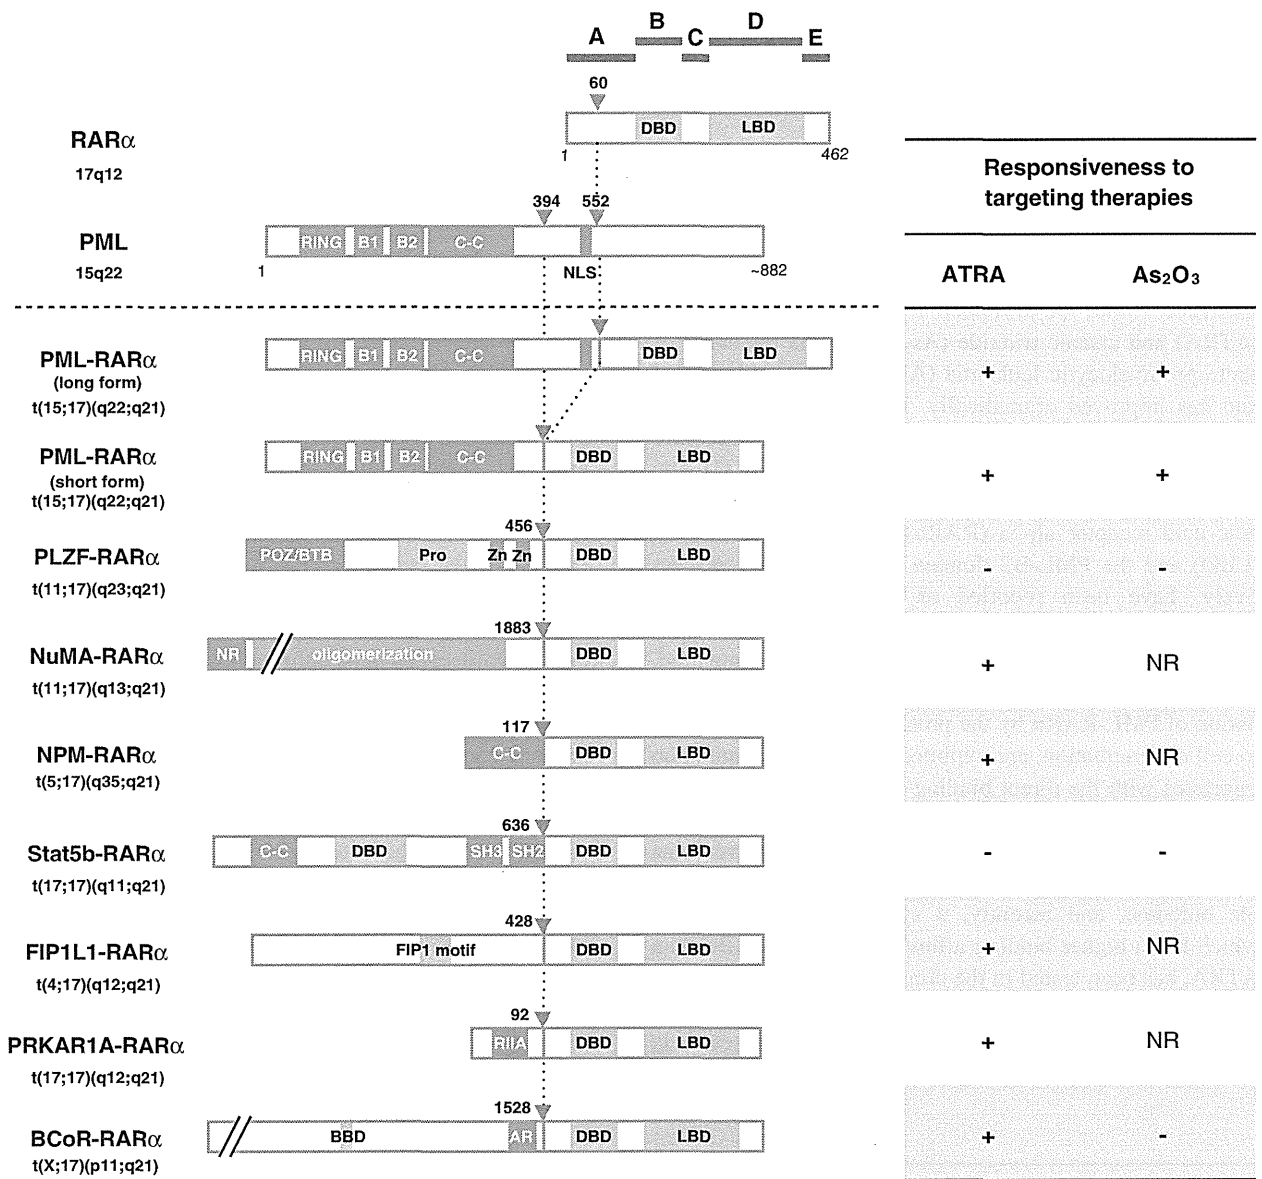 A B C D E
60
RARα
DBD LBD
1 462
17q12
Responsiveness to
targeting therapies
394 552
PML
RING B1 B2 C-C
15q22
1 NLS ~882
ATRA As₂O₃
PML-RARα
(long form)
t(15;17)(q22;q21)
RING B1 B2 C-C DBD LBD
+ +
PML-RARα
(short form)
t(15;17)(q22;q21)
RING B1 B2 C-C DBD LBD
+ +
456
PLZF-RARα
t(11;17)(q23;q21)
POZ/BTB Pro Zn Zn DBD LBD
- -
1883
NuMA-RARα
t(11;17)(q13;q21)
NR oligomerization DBD LBD
+ NR
117
NPM-RARα
t(5;17)(q35;q21)
C-C DBD LBD
+ NR
636
Stat5b-RARα
t(17;17)(q11;q21)
C-C DBD SH3 SH2 DBD LBD
- -
428
FIP1L1-RARα
t(4;17)(q12;q21)
FIP1 motif DBD LBD
+ NR
92
PRKAR1A-RARα
t(17;17)(q12;q21)
RIIA DBD LBD
+ NR
1528
BCoR-RARα
t(X;17)(p11;q21)
BBD AR DBD LBD
+ -